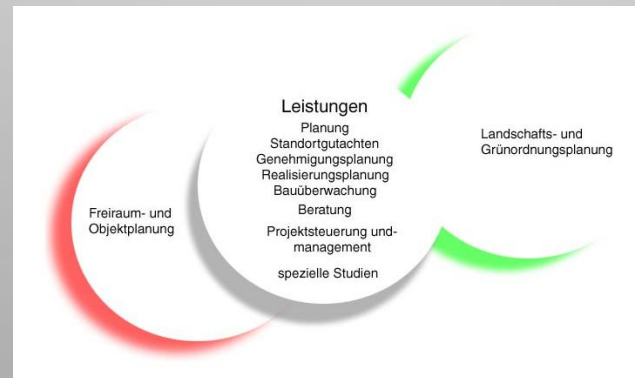 Leistungen
Planung
Standortgutachten
Genehmigungsplanung
Realisierungsplanung
Bauüberwachung
Beratung
Projektsteuerung und-
management
spezielle Studien
Freiraum- und
Objektplanung
Landschafts- und
Grünordnungsplanung